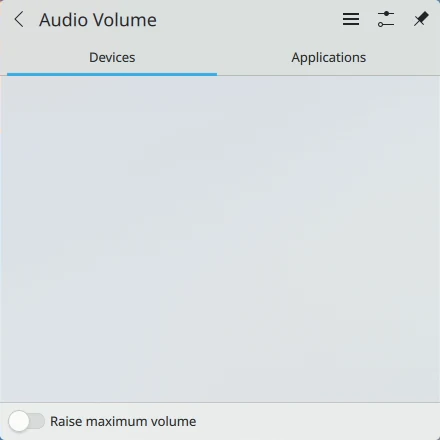 Audio Volume
Devices
Applications
Raise maximum volume